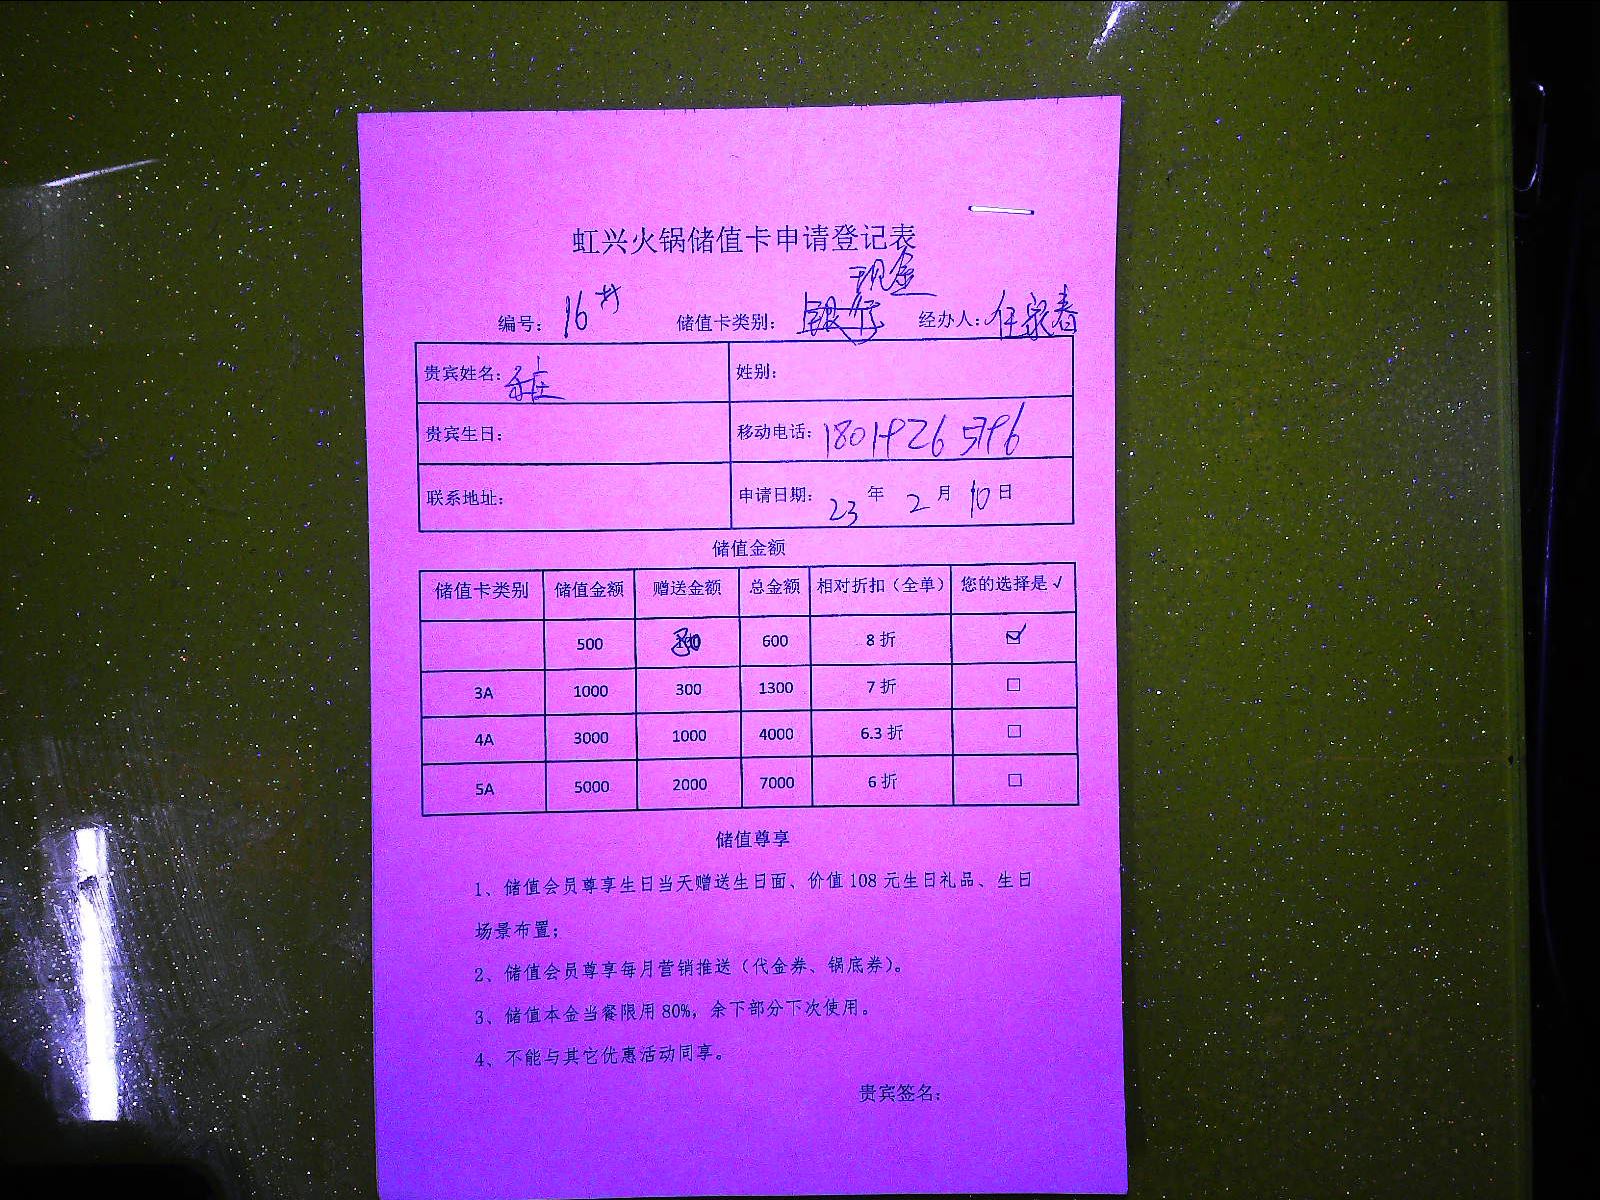 虹兴火锅储值卡申请登记表
现金
编号： 16# 储值卡类别： 银行 经办人：任家春
贵宾姓名： 姓别：
贵宾生日： 移动电话：
联系地址： 申请日期： 23 年 2 月 10 日
储值金额
储值卡类别 储值金额 赠送金额 总金额 相对折扣（全单） 您的选择是√
500 600 8 折 ☑
3A 1000 300 1300 7 折 □
4A 3000 1000 4000 6.3 折 □
5A 5000 2000 7000 6 折 □
储值尊享
1、储值会员尊享生日当天赠送生日面、价值 108 元生日礼品、生日
场景布置；
2、储值会员尊享每月营销推送（代金券、锅底券）。
3、储值本金当餐限用 80%，余下部分下次使用。
4、不能与其它优惠活动同享。
贵宾签名：